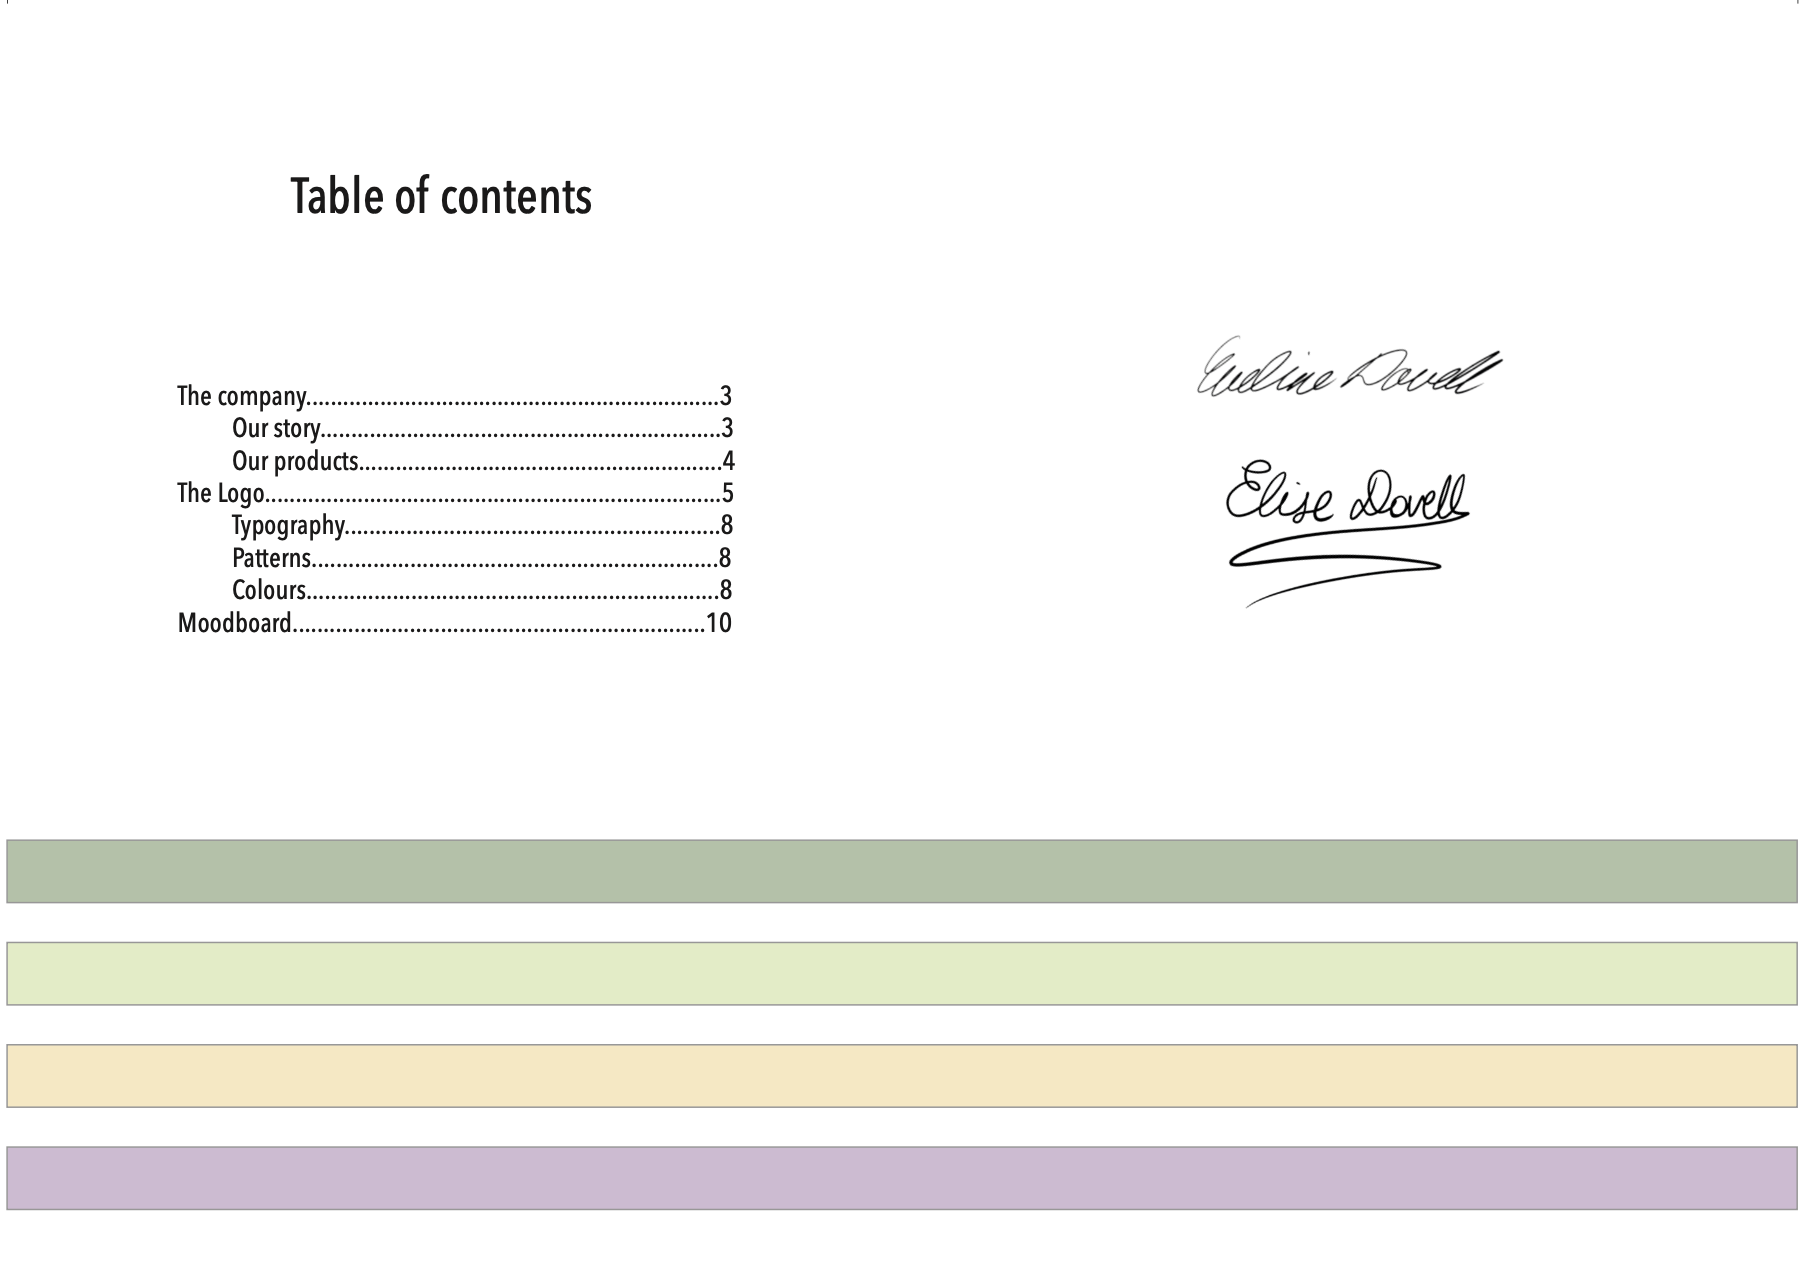 Table of contents
The company....................................................................3
Our story..................................................................3
Our products............................................................4
The Logo...........................................................................5
Typography..............................................................8
Patterns...................................................................8
Colours....................................................................8
Moodboard....................................................................10
Eveline Dovell
Elise Dovell